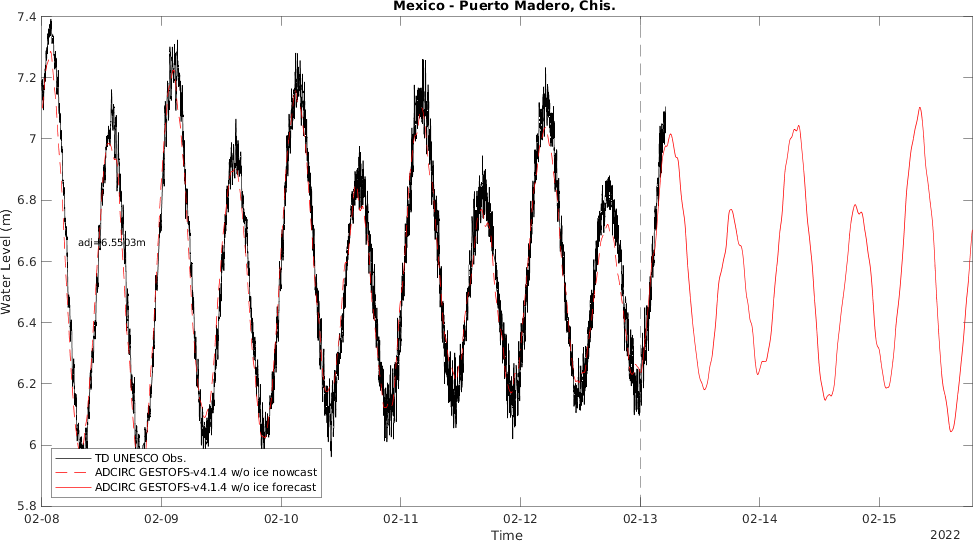 Mexico - Puerto Madero, Chis.
7.4
7.2
7
6.8
6.6
6.4
6.2
6
5.8
Water Level (m)
adj=6.5503m
TD UNESCO Obs.
ADCIRC GESTOFS-v4.1.4 w/o ice nowcast
ADCIRC GESTOFS-v4.1.4 w/o ice forecast
02-08 02-09 02-10 02-11 02-12 02-13 02-14 02-15
Time
2022